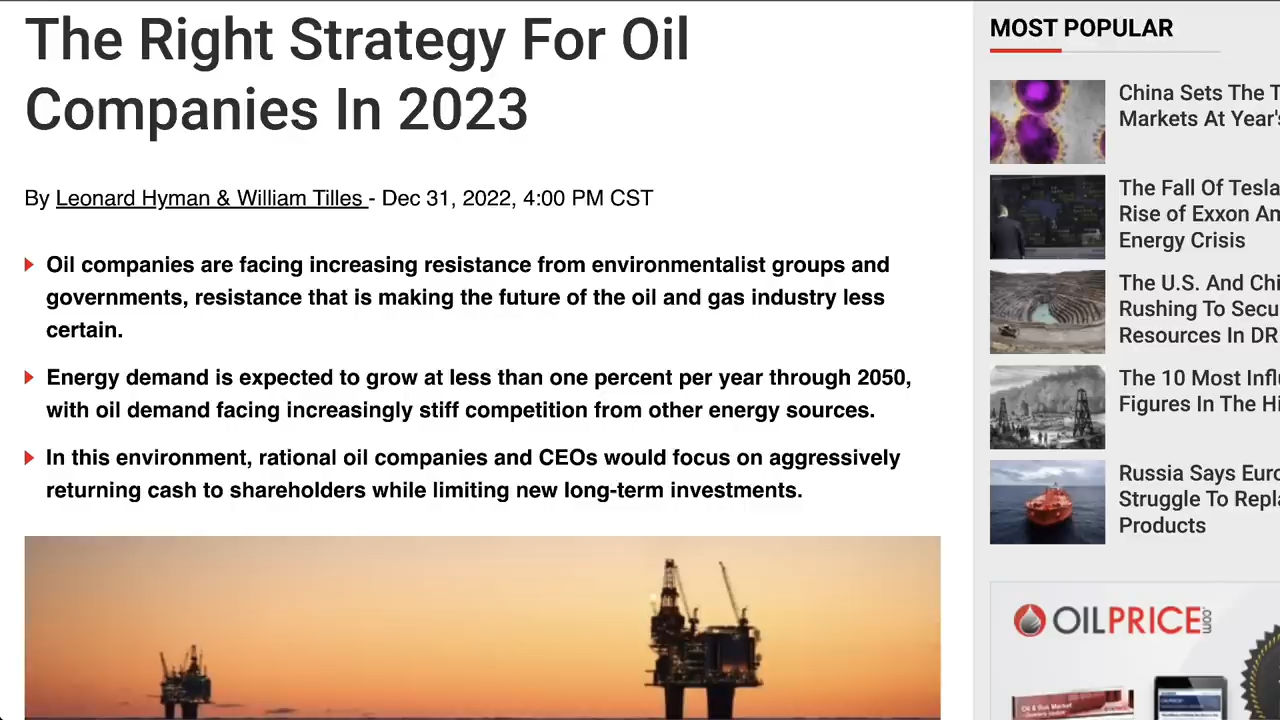 The Right Strategy For Oil
Companies In 2023
By Leonard Hyman & William Tilles - Dec 31, 2022, 4:00 PM CST
Oil companies are facing increasing resistance from environmentalist groups and
governments, resistance that is making the future of the oil and gas industry less
certain.
Energy demand is expected to grow at less than one percent per year through 2050,
with oil demand facing increasingly stiff competition from other energy sources.
In this environment, rational oil companies and CEOs would focus on aggressively
returning cash to shareholders while limiting new long-term investments.
MOST POPULAR
China Sets The
Markets At Year's
The Fall Of Tesla
Rise of Exxon
Energy Crisis
The U.S. And
Rushing To
Resources In
The 10 Most
Figures In The
Russia Says
Struggle To
Products
OILPRICE.com
Oil & Risk Market